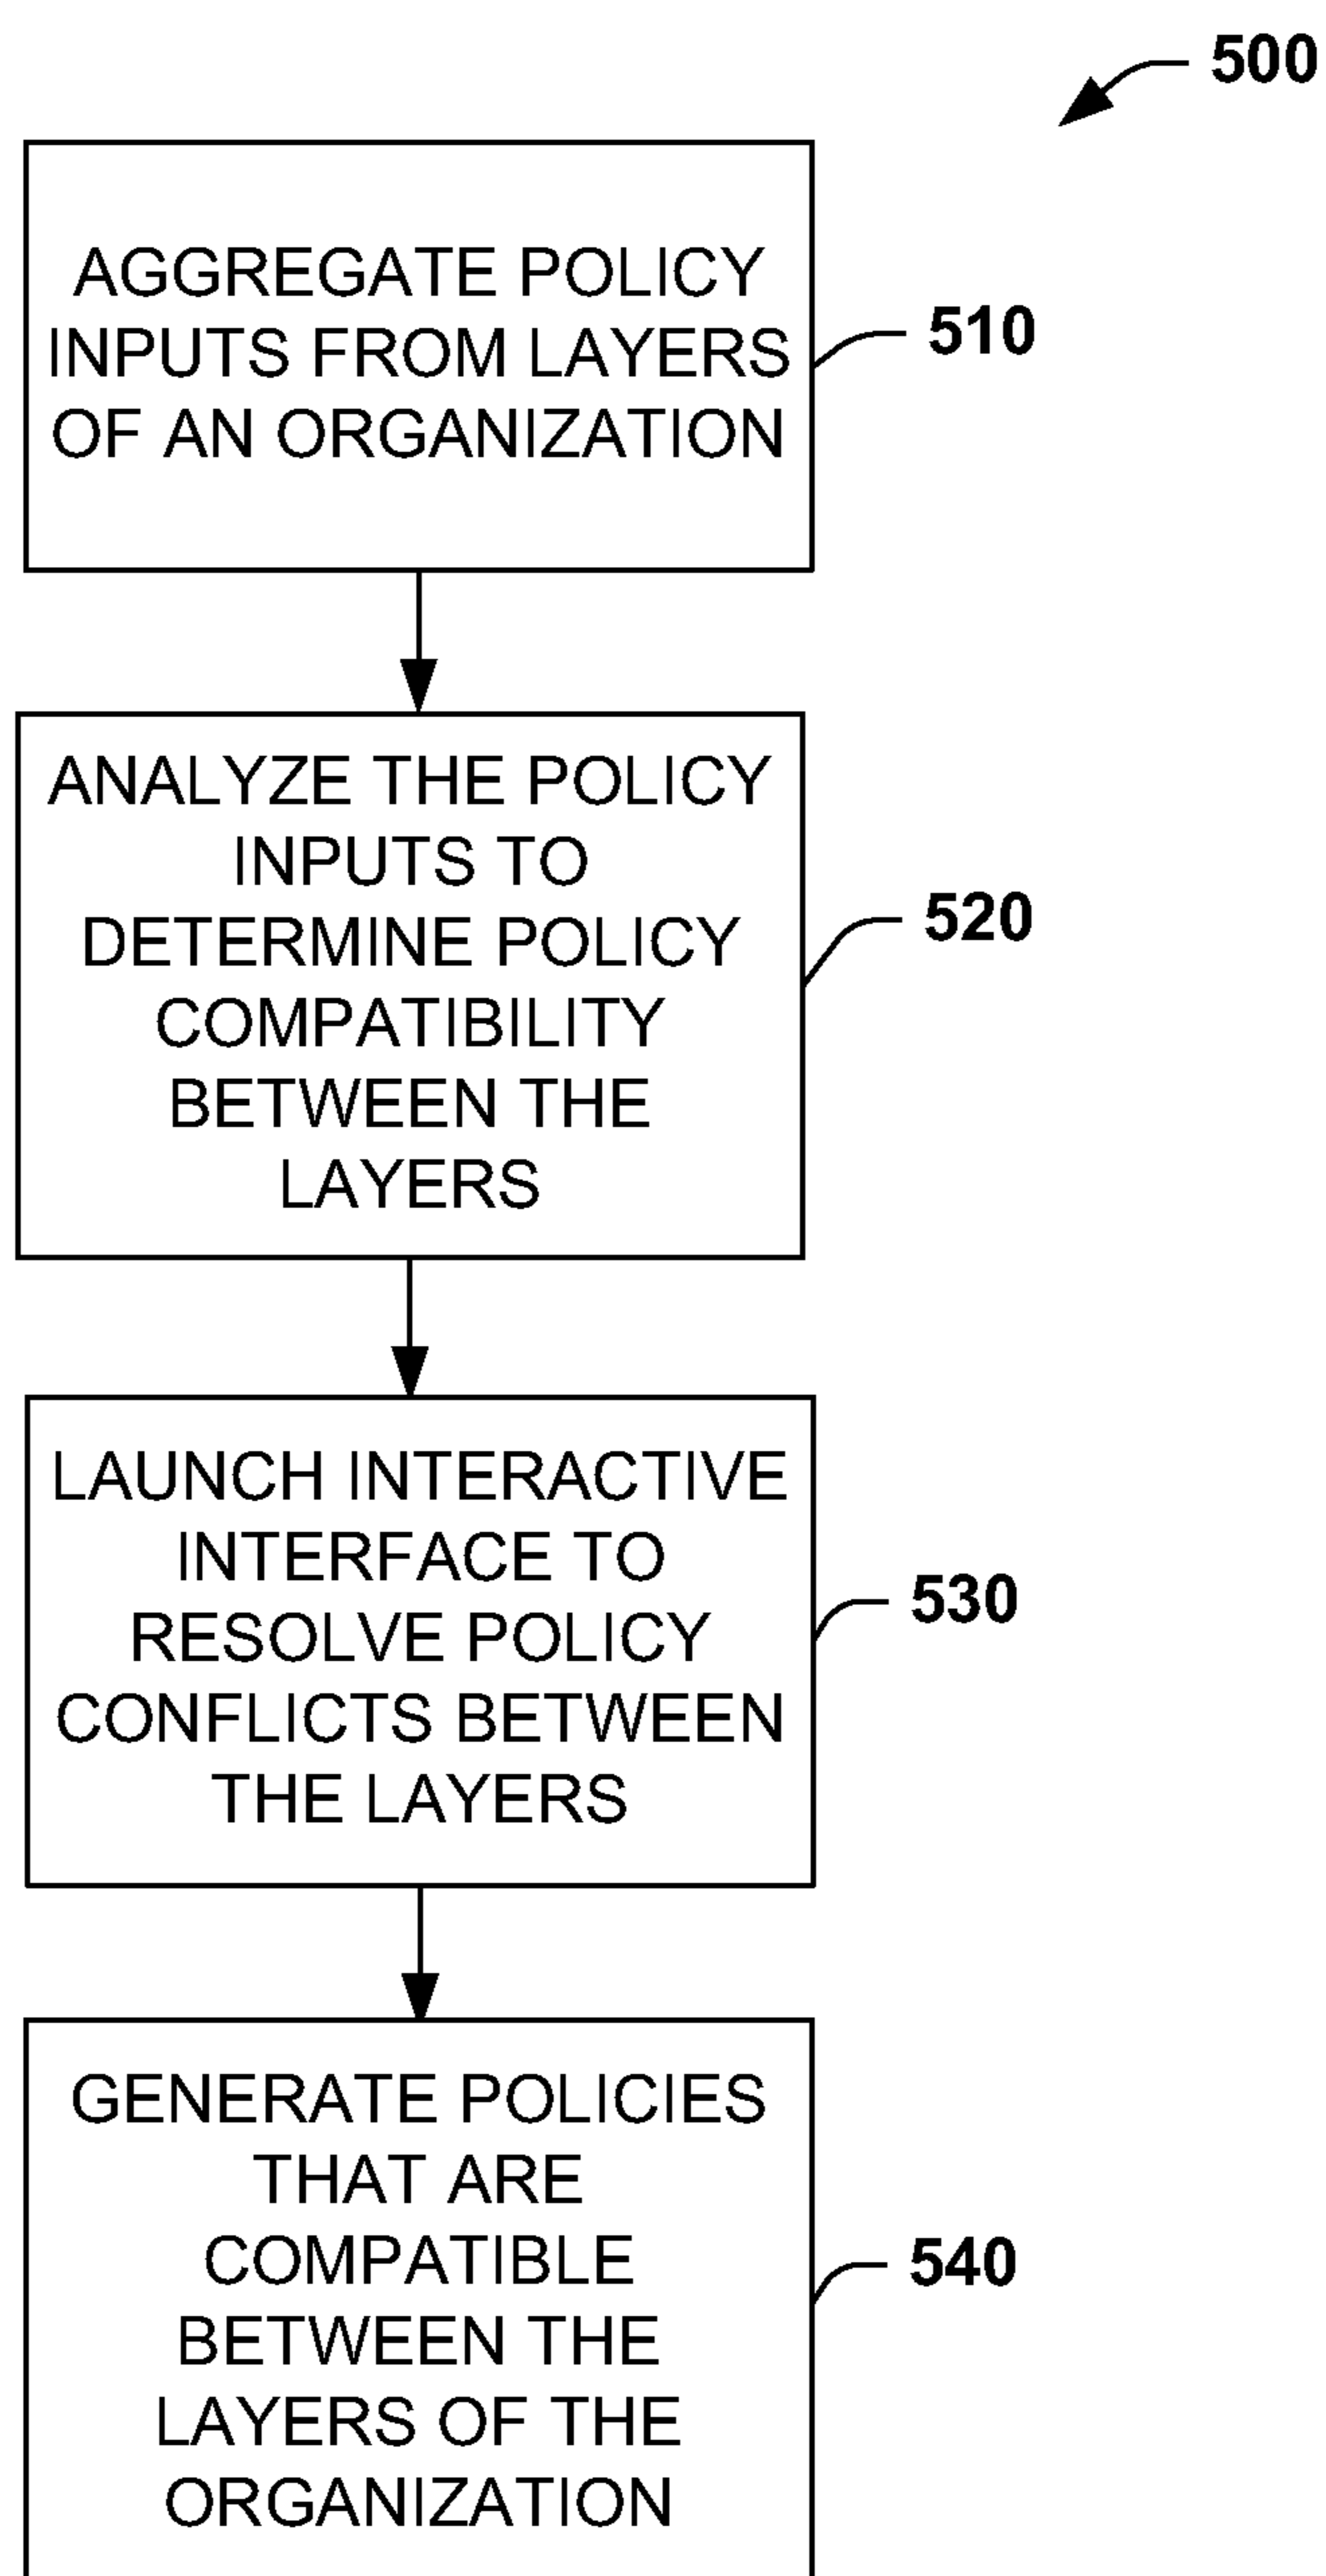 500
AGGREGATE POLICY
INPUTS FROM LAYERS
OF AN ORGANIZATION
510
ANALYZE THE POLICY
INPUTS TO
DETERMINE POLICY
COMPATIBILITY
BETWEEN THE
LAYERS
520
LAUNCH INTERACTIVE
INTERFACE TO
RESOLVE POLICY
CONFLICTS BETWEEN
THE LAYERS
530
GENERATE POLICIES
THAT ARE
COMPATIBLE
BETWEEN THE
LAYERS OF THE
ORGANIZATION
540